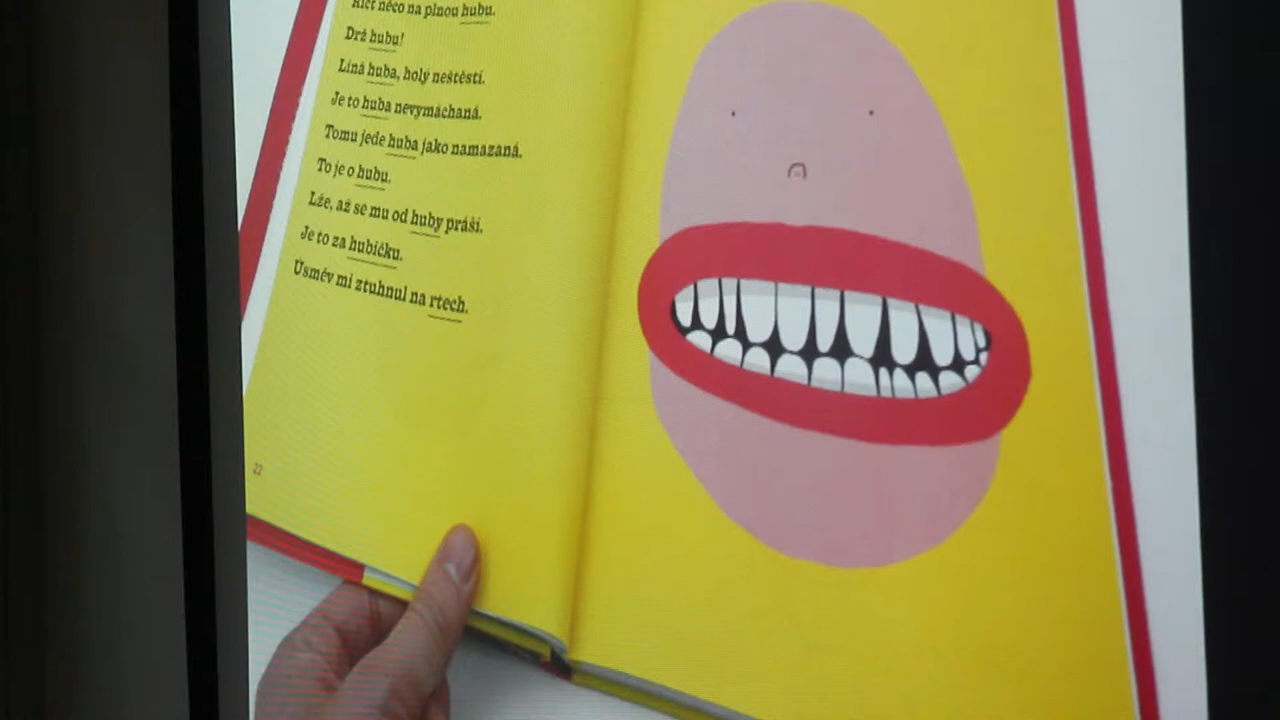 Říct něco na plnou hubu.
Drž hubu!
Líná huba, holý neštěstí.
Je to huba nevymáchaná.
Tomu jede huba jako namazaná.
To je o hubu.
Lže, až se mu od huby práší.
Je to za hubičku.
Úsměv mi ztuhnul na rtech.
22